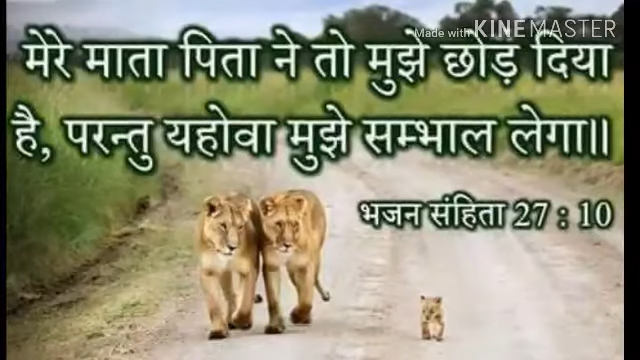 Made with KINEMASTER
मेरे माता पिता ने तो मुझे छोड़ दिया
है, परन्तु यहोवा मुझे सम्भाल लेगा॥
भजन संहिता 27 : 10